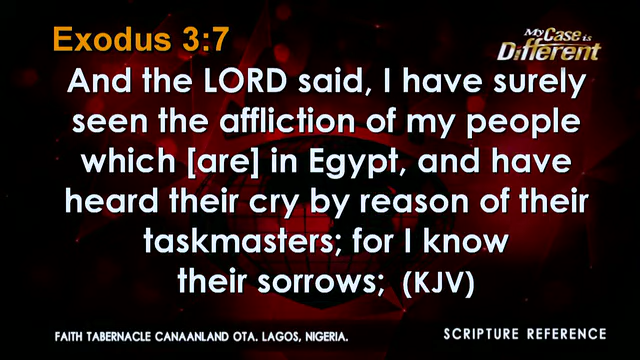 Exodus 3:7
My Case is
Different
And the LORD said, I have surely
seen the affliction of my people
which [are] in Egypt, and have
heard their cry by reason of their
taskmasters; for I know
their sorrows; (KJV)
FAITH TABERNACLE CANAANLAND OTA. LAGOS, NIGERIA.
SCRIPTURE REFERENCE